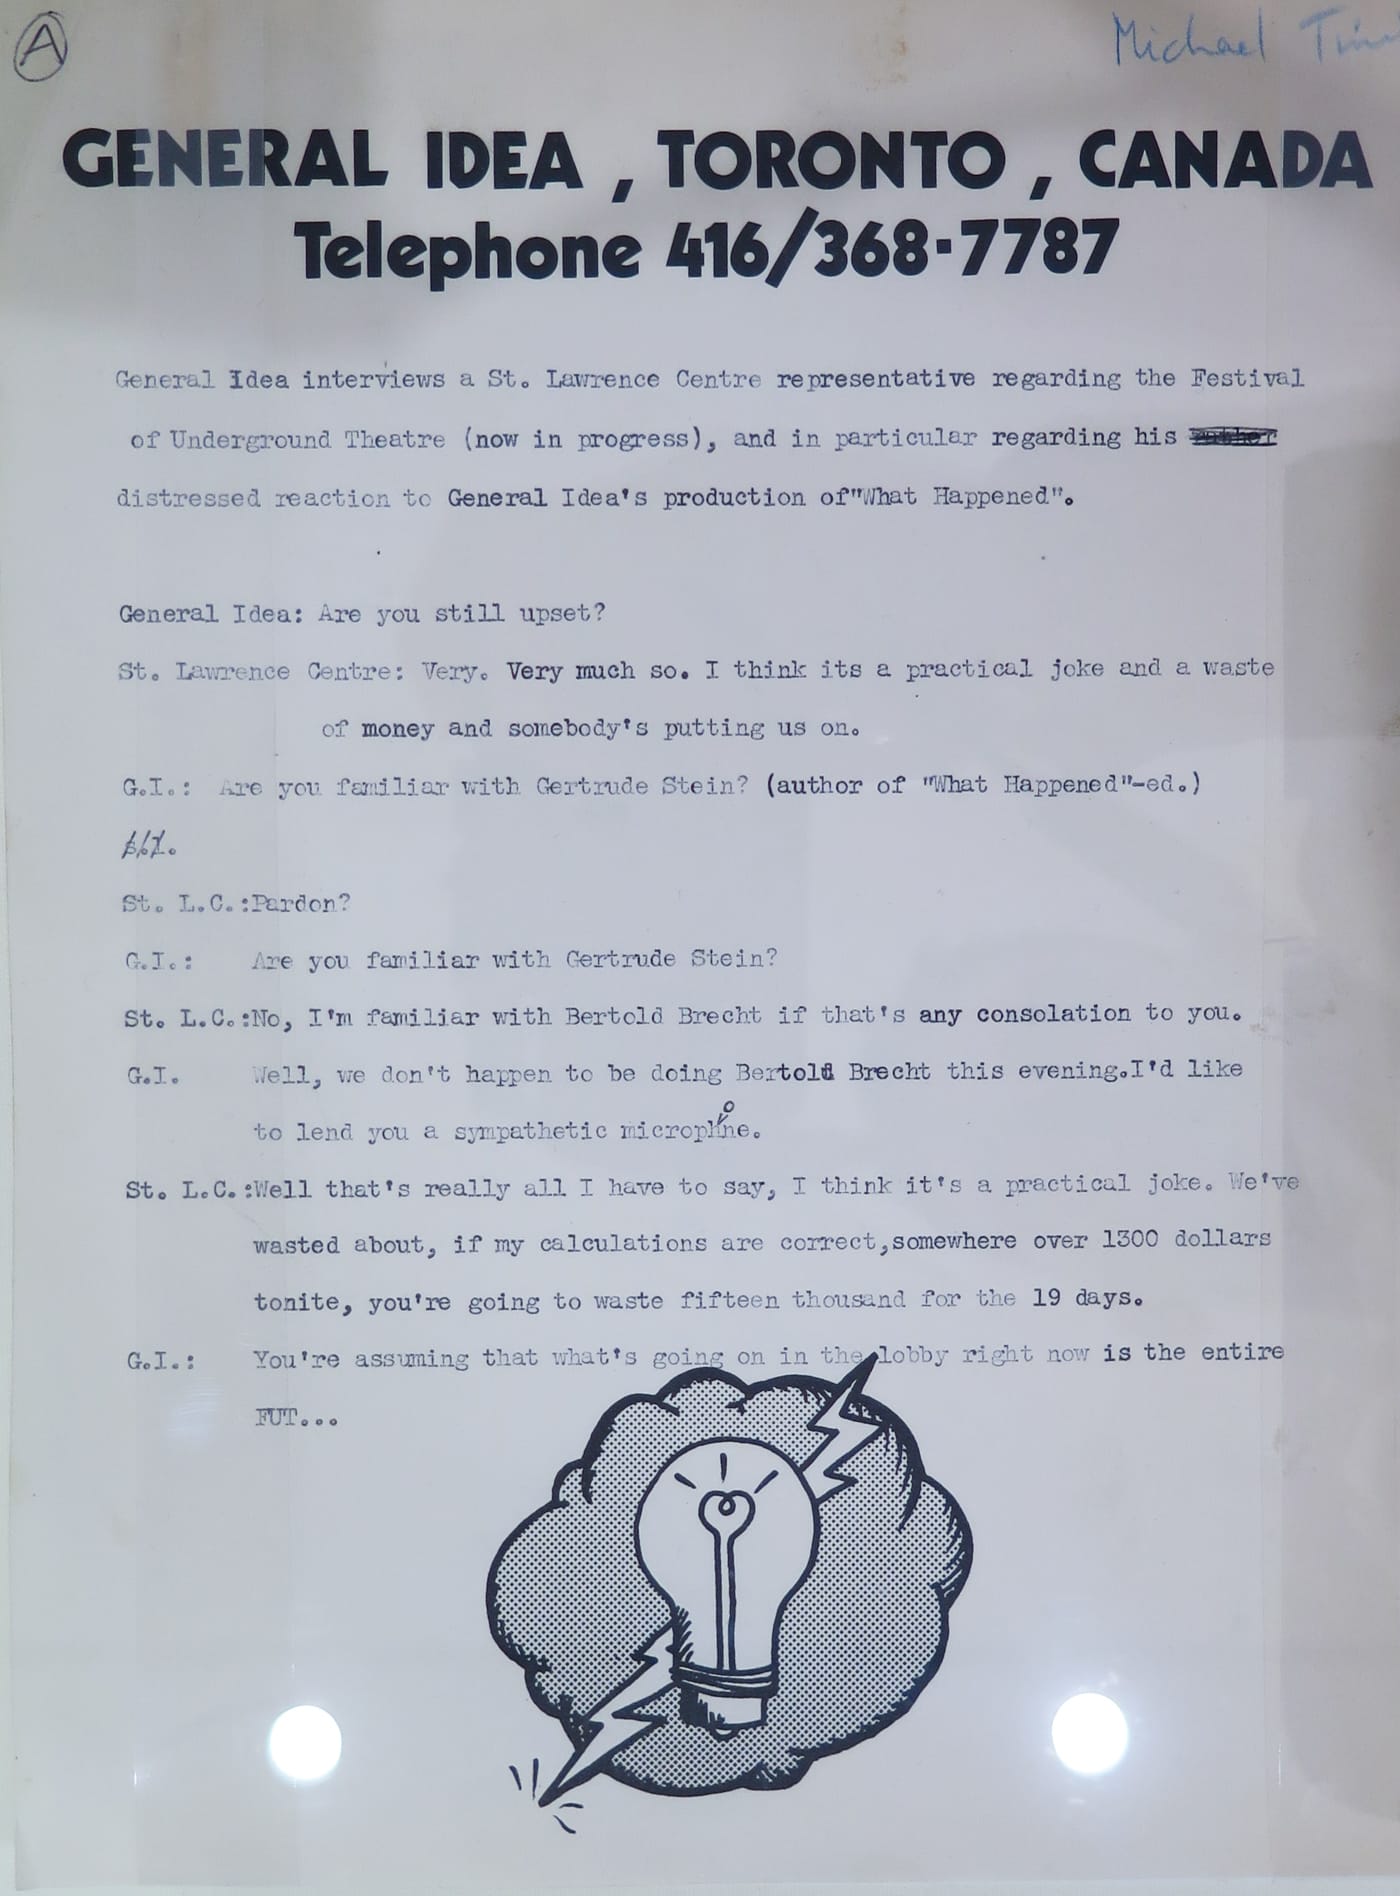 A
Michael
GENERAL IDEA , TORONTO , CANADA
Telephone 416/368-7787
General Idea interviews a St. Lawrence Centre representative regarding the Festival
of Underground Theatre (now in progress), and in particular regarding his
distressed reaction to General Idea's production of"What Happened".
General Idea: Are you still upset?
St. Lawrence Centre: Very. Very much so. I think its a practical joke and a waste
of money and somebody's putting us on.
G.I.: Are you familiar with Gertrude Stein? (author of "What Happened"-ed.)
St. L.C.:Pardon?
G.I.: Are you familiar with Gertrude Stein?
St. L.C.:No, I'm familiar with Bertold Brecht if that's any consolation to you.
G.I. Well, we don't happen to be doing Bertold Brecht this evening.I'd like
to lend you a sympathetic microphone.
St. L.C.:Well that's really all I have to say, I think it's a practical joke. We've
wasted about, if my calculations are correct,somewhere over 1300 dollars
tonite, you're going to waste fifteen thousand for the 19 days.
G.I.: You're assuming that what's going on in the lobby right now is the entire
FUT...